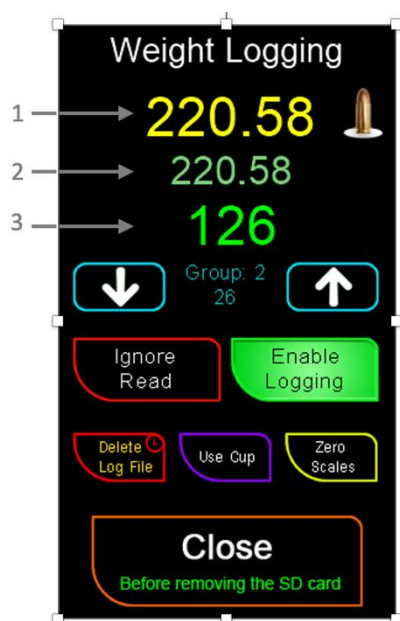 Weight Logging
1
220.58
2
220.58
3
126
Group: 2
26
Ignore
Read
Enable
Logging
Delete
Log File
Use Cup
Zero
Scales
Close
Before removing the SD card